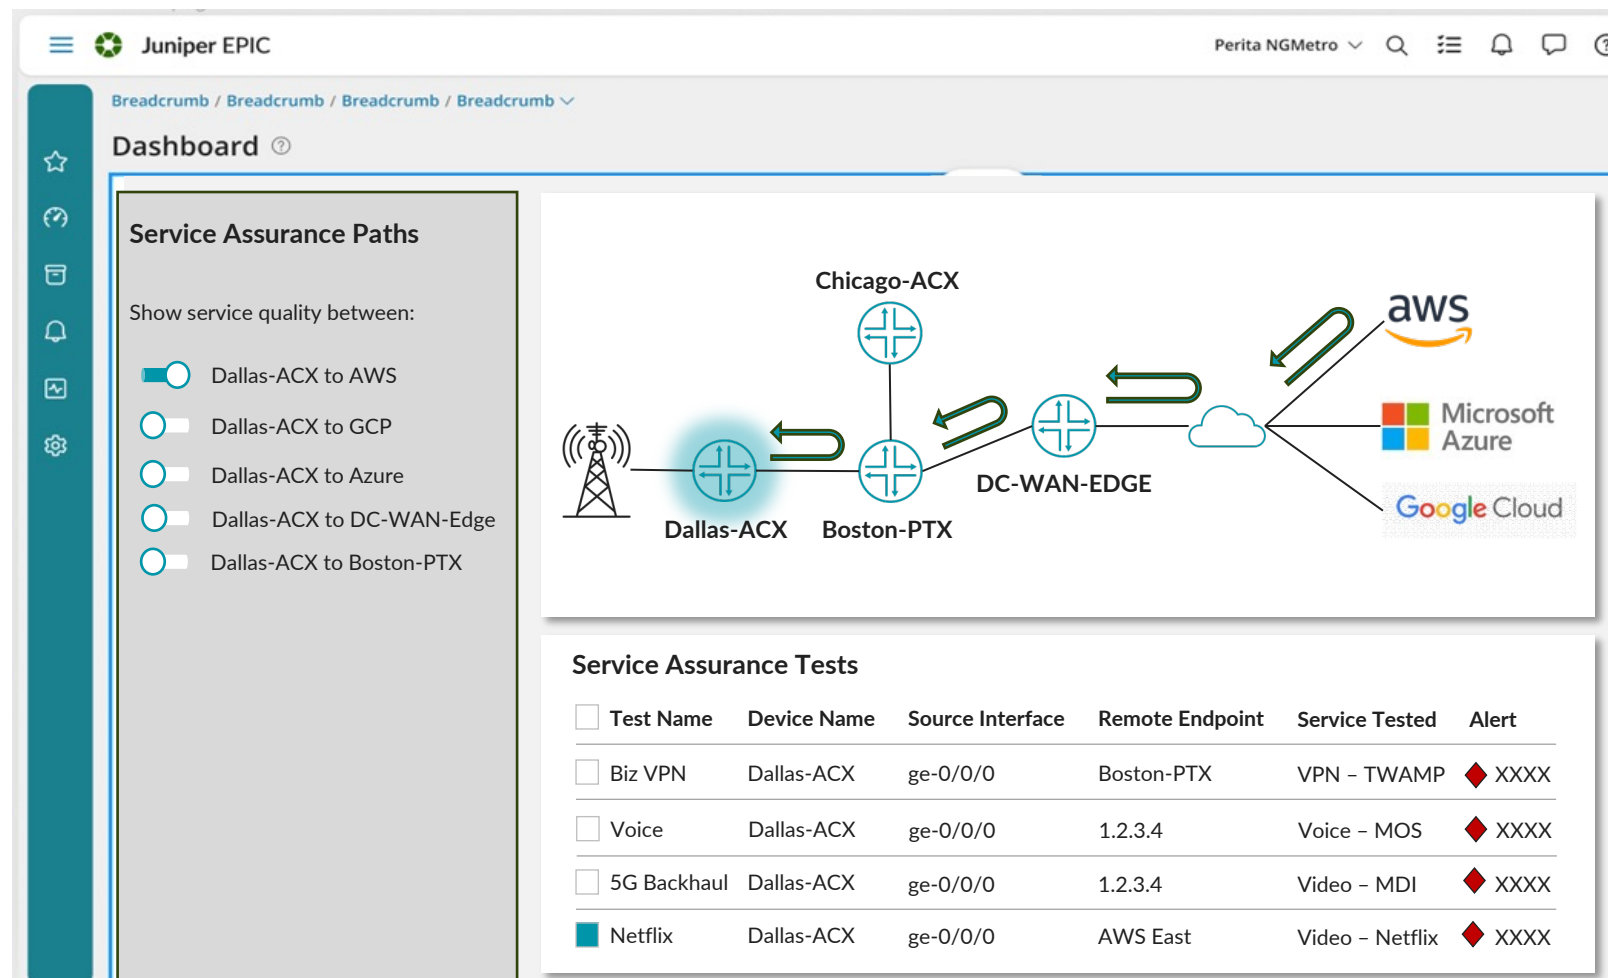 Juniper EPIC
Perita NGMetro
Breadcrumb / Breadcrumb / Breadcrumb / Breadcrumb
Dashboard
Service Assurance Paths
Show service quality between:
Dallas-ACX to AWS
Dallas-ACX to GCP
Dallas-ACX to Azure
Dallas-ACX to DC-WAN-Edge
Dallas-ACX to Boston-PTX
Chicago-ACX
aws
Microsoft
Azure
DC-WAN-EDGE
Google Cloud
Dallas-ACX
Boston-PTX
Service Assurance Tests
Test Name Device Name Source Interface Remote Endpoint Service Tested Alert
Biz VPN Dallas-ACX ge-0/0/0 Boston-PTX VPN – TWAMP XXXX
Voice Dallas-ACX ge-0/0/0 1.2.3.4 Voice – MOS XXXX
5G Backhaul Dallas-ACX ge-0/0/0 1.2.3.4 Video – MDI XXXX
Netflix Dallas-ACX ge-0/0/0 AWS East Video – Netflix XXXX